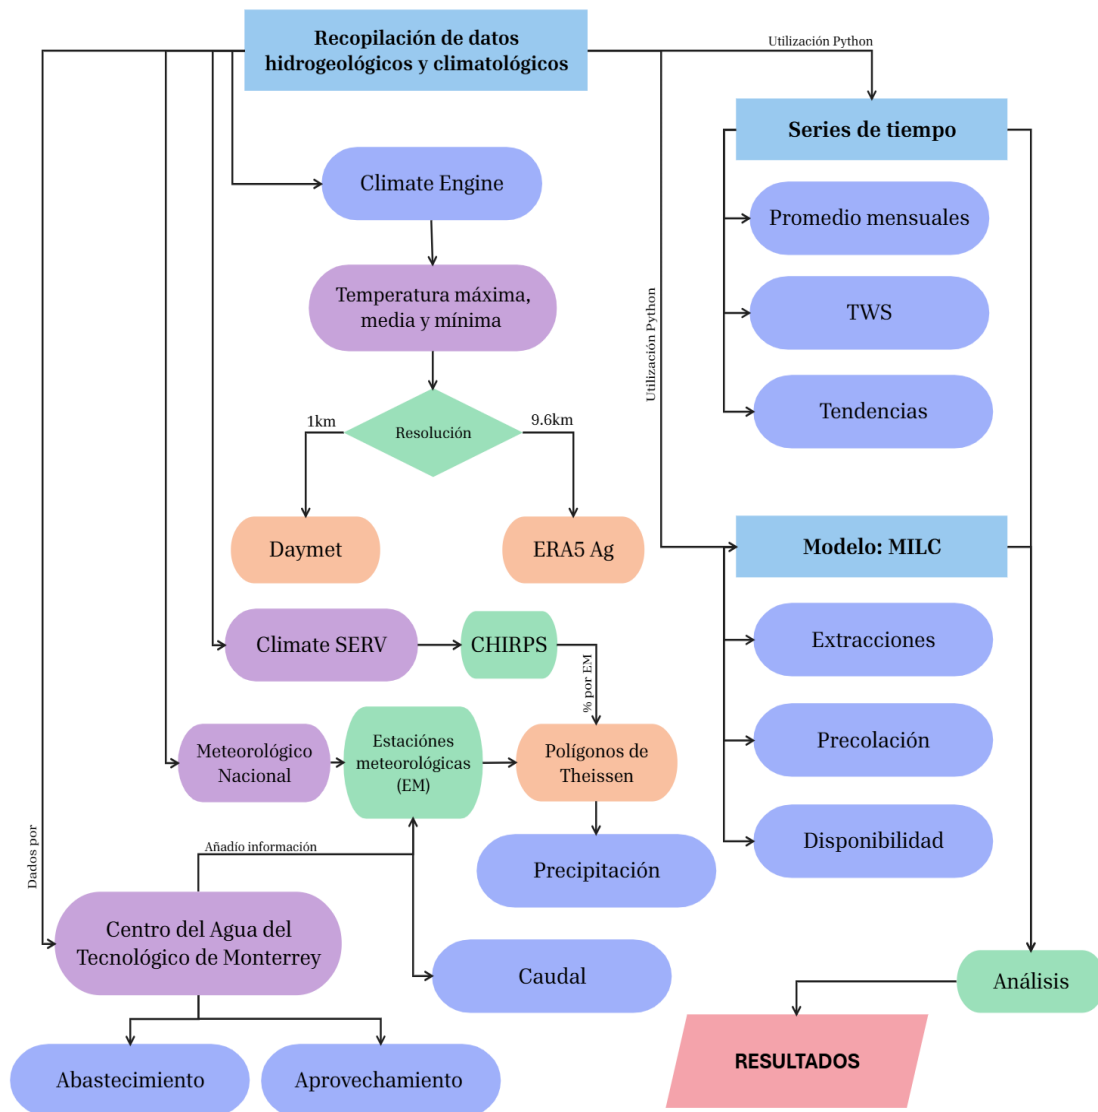 Recopilación de datos
hidrogeológicos y climatológicos
Utilización Python
Series de tiempo
Climate Engine
Promedio mensuales
Temperatura máxima,
media y mínima
TWS
Utilización Python
Tendencias
1km
Resolución
9.6km
Daymet
ERA5 Ag
Modelo: MILC
Climate SERV
CHIRPS
Extracciones
% por EM
Meteorológico
Nacional
Estaciónes
meteorológicas
(EM)
Polígonos de
Theissen
Precolación
Dados por
Añadío información
Precipitación
Disponibilidad
Centro del Agua del
Tecnológico de Monterrey
Caudal
Análisis
Abastecimiento
Aprovechamiento
RESULTADOS